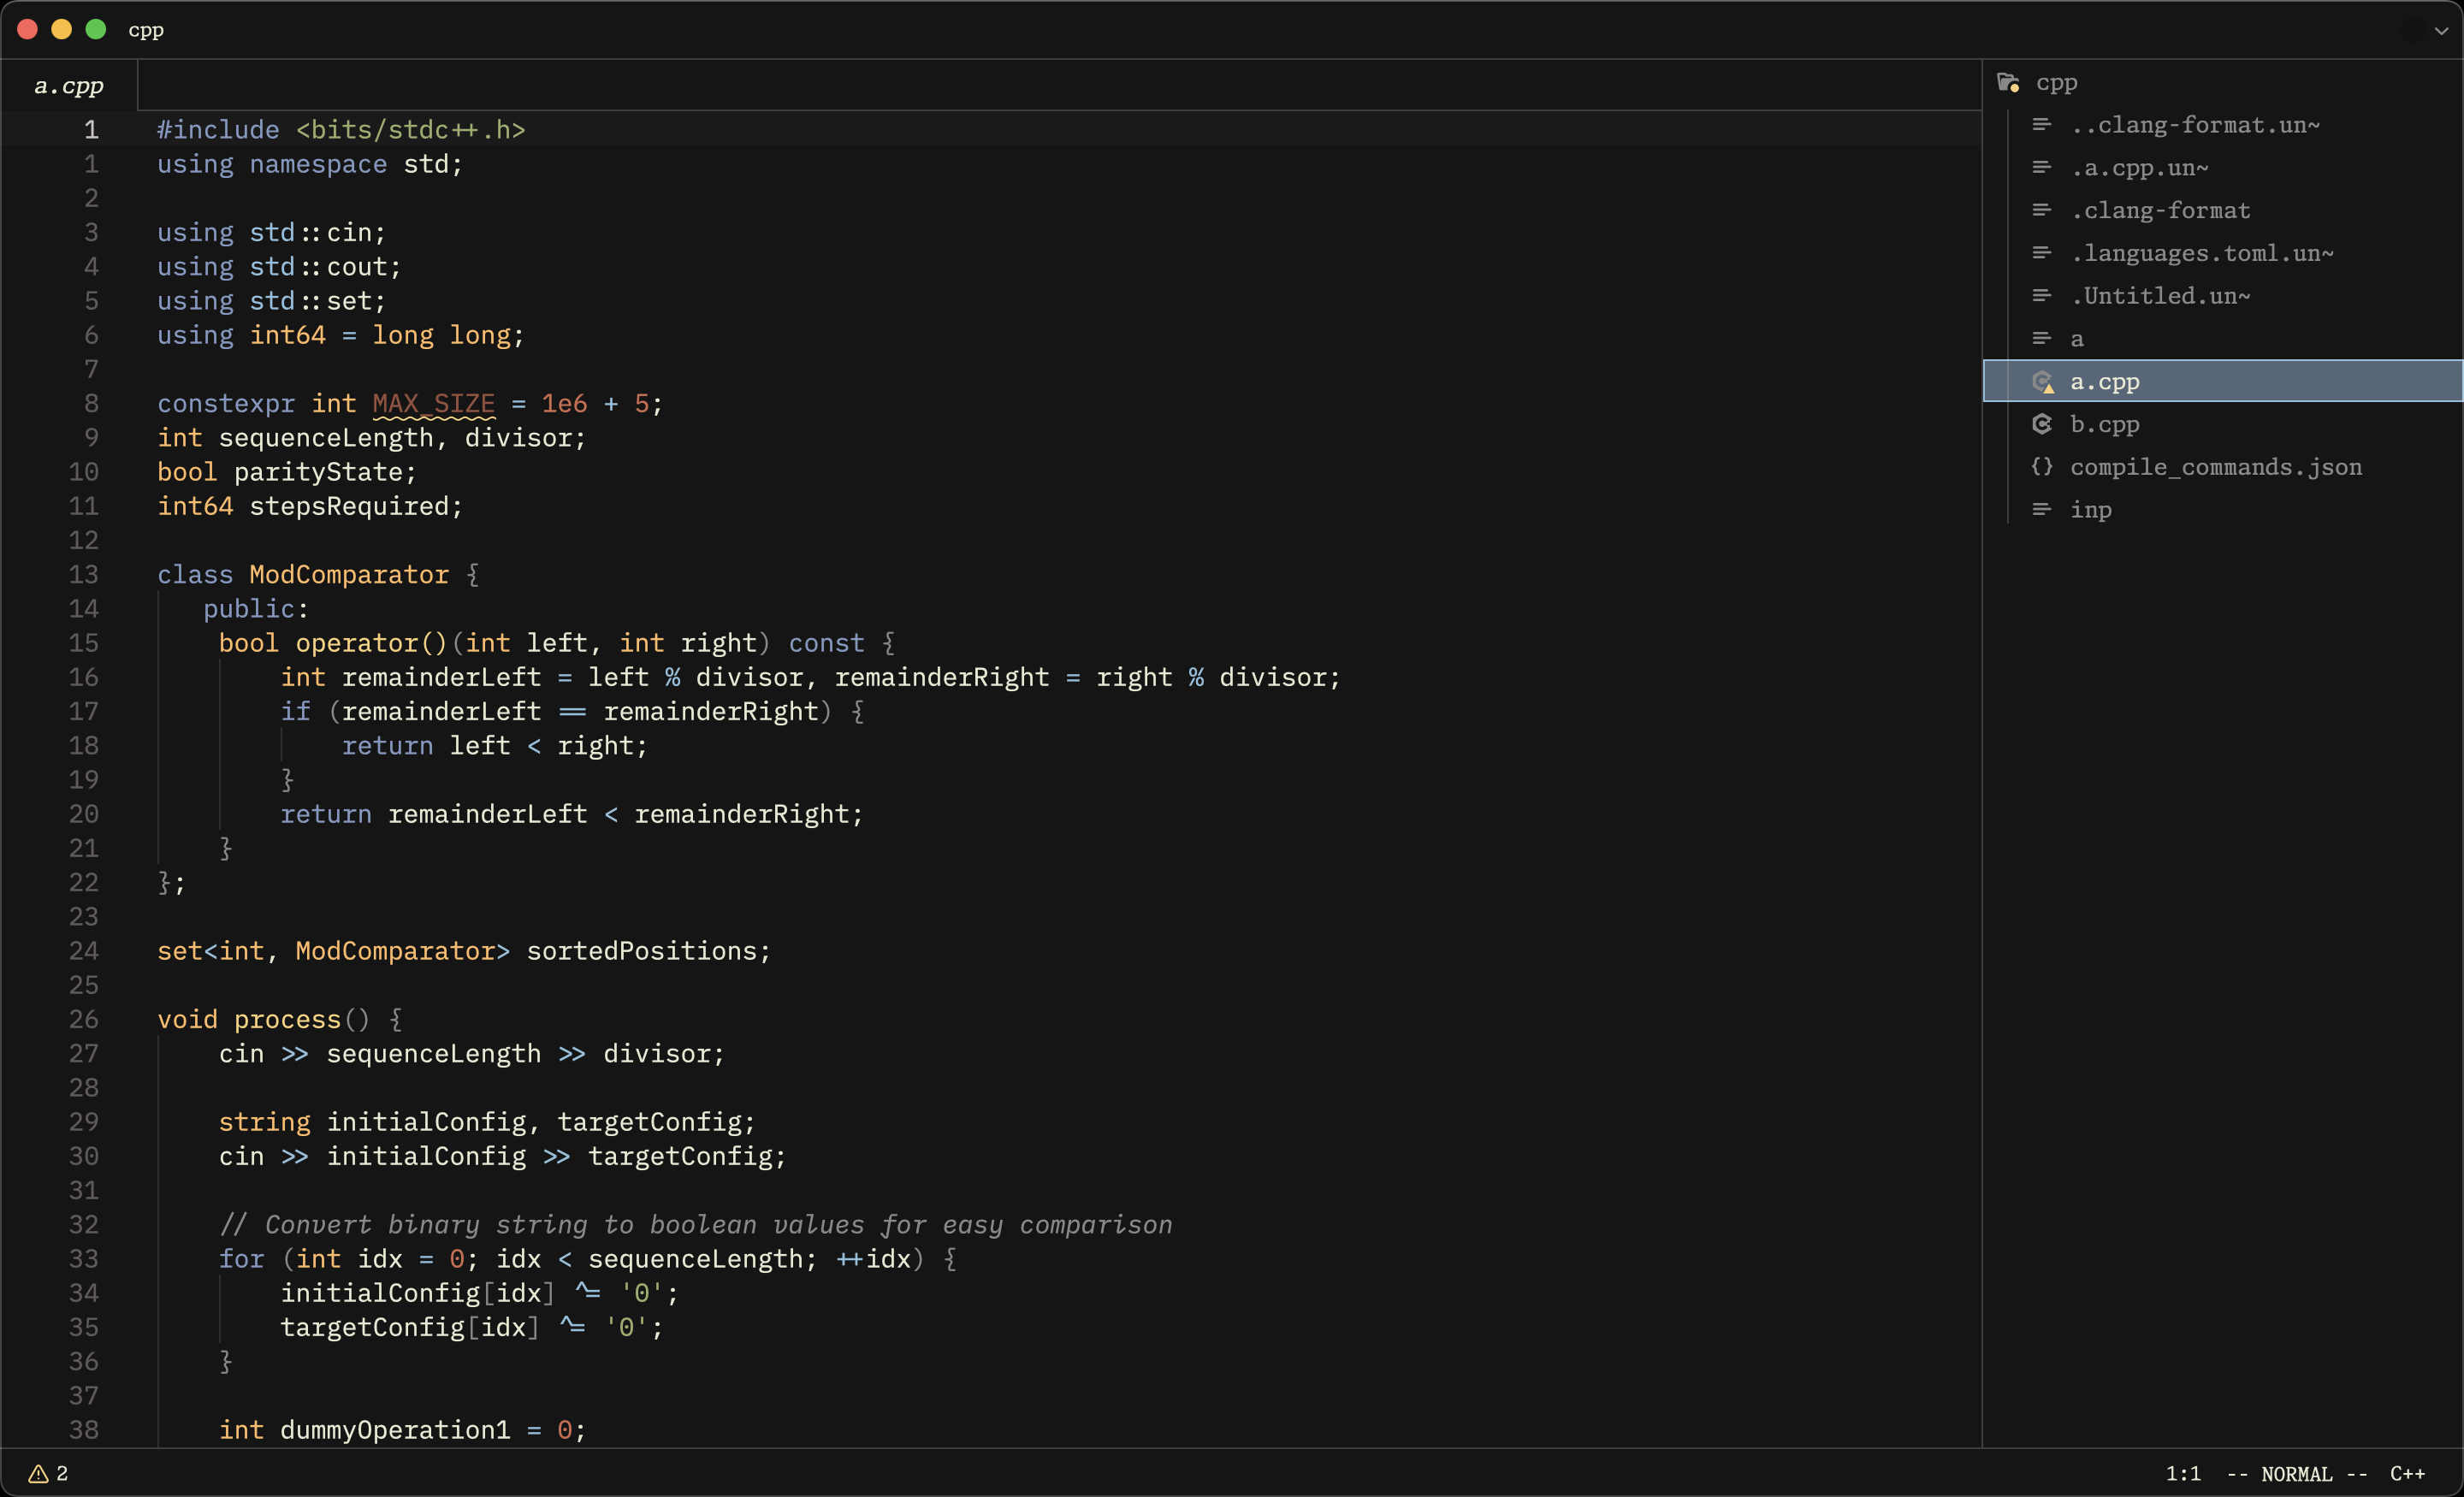 cpp
a.cpp
1 #include <bits/stdc++.h>
1 using namespace std;
2
3 using std::cin;
4 using std::cout;
5 using std::set;
6 using int64 = long long;
7
8 constexpr int MAX_SIZE = 1e6 + 5;
9 int sequenceLength, divisor;
10 bool parityState;
11 int64 stepsRequired;
12
13 class ModComparator {
14    public:
15     bool operator()(int left, int right) const {
16         int remainderLeft = left % divisor, remainderRight = right % divisor;
17         if (remainderLeft == remainderRight) {
18             return left < right;
19         }
20         return remainderLeft < remainderRight;
21     }
22 };
23
24 set<int, ModComparator> sortedPositions;
25
26 void process() {
27     cin >> sequenceLength >> divisor;
28
29     string initialConfig, targetConfig;
30     cin >> initialConfig >> targetConfig;
31
32     // Convert binary string to boolean values for easy comparison
33     for (int idx = 0; idx < sequenceLength; ++idx) {
34         initialConfig[idx] ^= '0';
35         targetConfig[idx] ^= '0';
36     }
37
38     int dummyOperation1 = 0;
cpp
..clang-format.un~
.a.cpp.un~
.clang-format
.languages.toml.un~
.Untitled.un~
a
a.cpp
b.cpp
compile_commands.json
inp
2
1:1 -- NORMAL -- C++